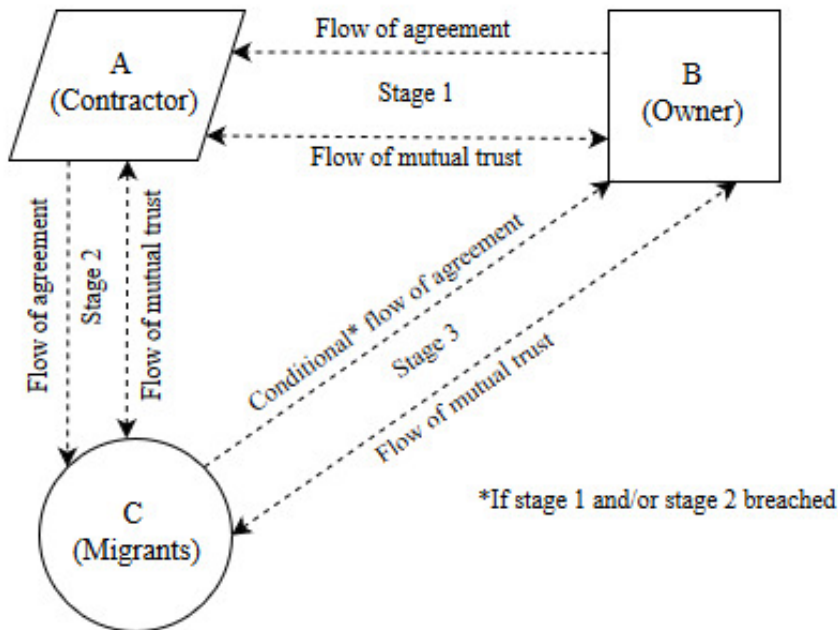 Flow of agreement
A
(Contractor)
Stage 1
B
(Owner)
Flow of mutual trust
Flow of agreement
Stage 2
Flow of mutual trust
Conditional* flow of agreement
Stage 3
Flow of mutual trust
*If stage 1 and/or stage 2 breached
C
(Migrants)